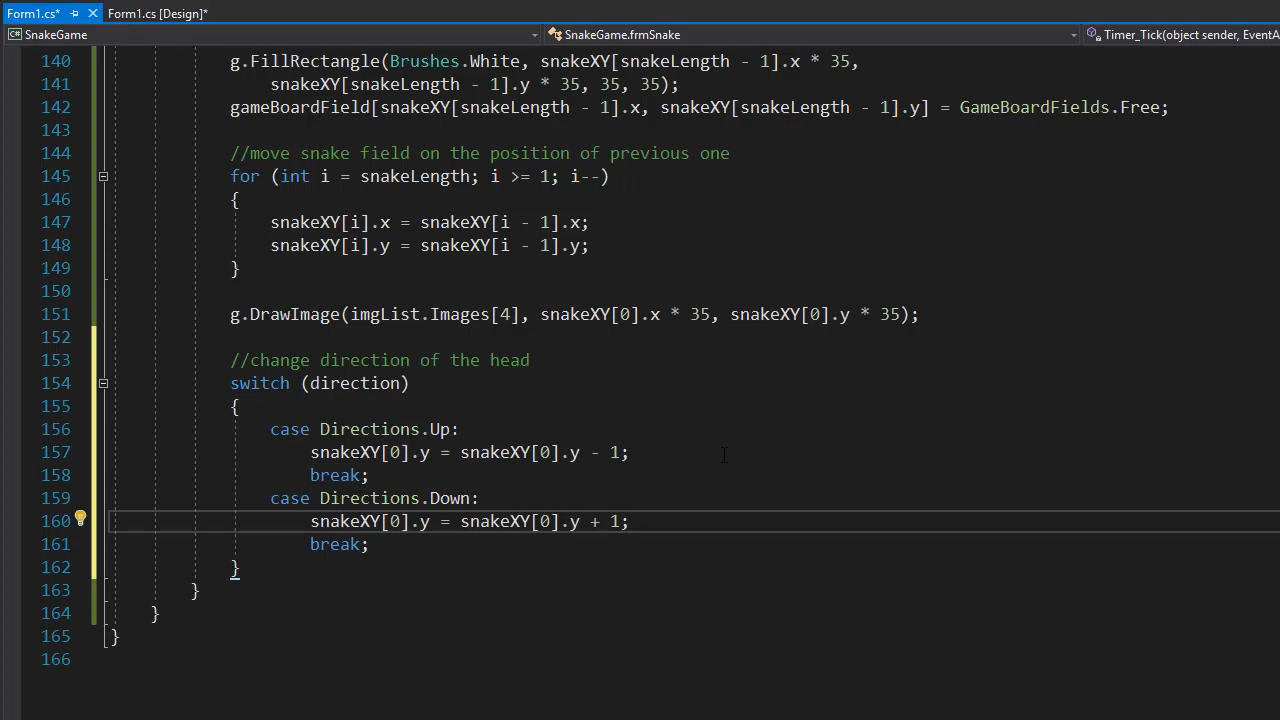 Form1.cs* Form1.cs [Design]*
C# SnakeGame SnakeGame.frmSnake Timer_Tick(object sender, EventA
140 g.FillRectangle(Brushes.White, snakeXY[snakeLength - 1].x * 35,
141 snakeXY[snakeLength - 1].y * 35, 35, 35);
142 gameBoardField[snakeXY[snakeLength - 1].x, snakeXY[snakeLength - 1].y] = GameBoardFields.Free;
143
144 //move snake field on the position of previous one
145 for (int i = snakeLength; i >= 1; i--)
146 {
147 snakeXY[i].x = snakeXY[i - 1].x;
148 snakeXY[i].y = snakeXY[i - 1].y;
149 }
150
151 g.DrawImage(imgList.Images[4], snakeXY[0].x * 35, snakeXY[0].y * 35);
152
153 //change direction of the head
154 switch (direction)
155 {
156 case Directions.Up:
157 snakeXY[0].y = snakeXY[0].y - 1;
158 break;
159 case Directions.Down:
160 snakeXY[0].y = snakeXY[0].y + 1;
161 break;
162 }
163 }
164 }
165 }
166